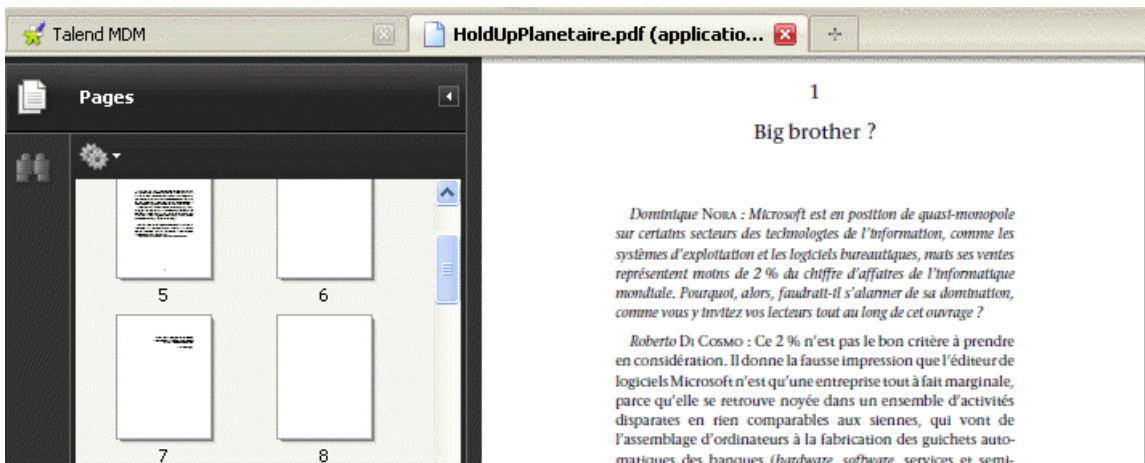 Talend MDM
HoldUpPlanetaire.pdf (applicatio...
Pages
5
6
7
8
1
Big brother ?
Dominique NORA : Microsoft est en position de quasi-monopole
sur certains secteurs des technologies de l'information, comme les
systèmes d'exploitation et les logiciels bureautiques, mais ses ventes
représentent moins de 2 % du chiffre d'affaires de l'informatique
mondiale. Pourquoi, alors, faudrait-il s'alarmer de sa domination,
comme vous y invitez vos lecteurs tout au long de cet ouvrage ?
Roberto DI COSMO : Ce 2 % n'est pas le bon critère à prendre
en considération. Il donne la fausse impression que l'éditeur de
logiciels Microsoft n'est qu'une entreprise tout à fait marginale,
parce qu'elle se retrouve noyée dans un ensemble d'activités
disparates en rien comparables aux siennes, qui vont de
l'assemblage d'ordinateurs à la fabrication des guichets auto-
matiques des banques (hardware, software, services et semi-